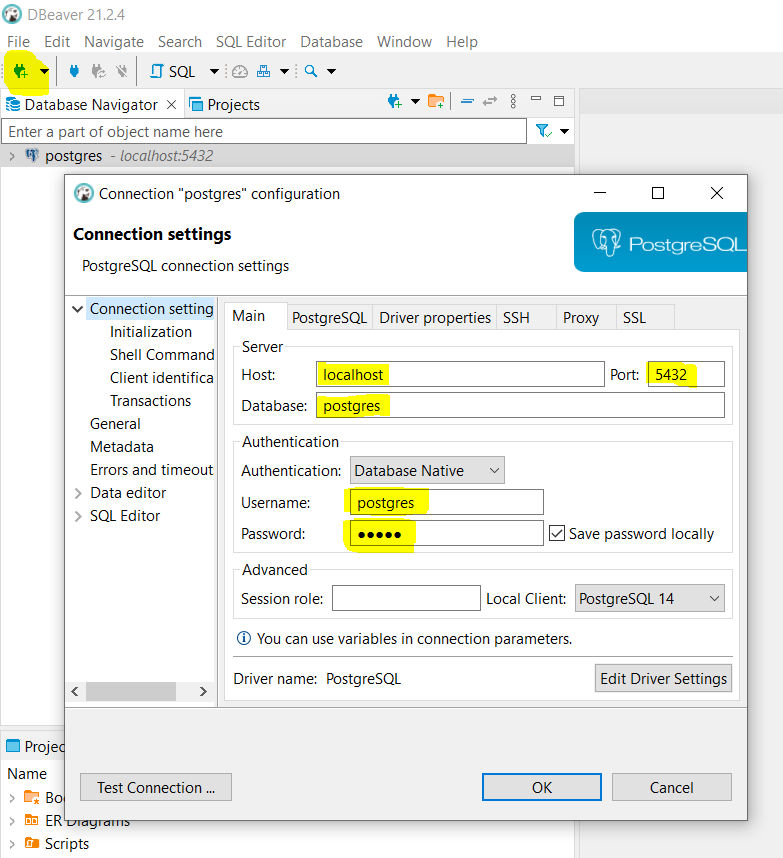 DBeaver 21.2.4
File Edit Navigate Search SQL Editor Database Window Help
SQL
Database Navigator Projects
Enter a part of object name here
postgres - localhost:5432
Connection "postgres" configuration
Connection settings
PostgreSQL connection settings
PostgreSQL
Connection setting
Initialization
Shell Command
Client identifica
Transactions
General
Metadata
Errors and timeout
Data editor
SQL Editor
Main PostgreSQL Driver properties SSH Proxy SSL
Server
Host: localhost Port: 5432
Database: postgres
Authentication
Authentication: Database Native
Username: postgres
Password: ●●●●● Save password locally
Advanced
Session role: Local Client: PostgreSQL 14
You can use variables in connection parameters.
Driver name: PostgreSQL Edit Driver Settings
Test Connection ... OK Cancel
Projec
Name
Boo
ER Diagrams
Scripts